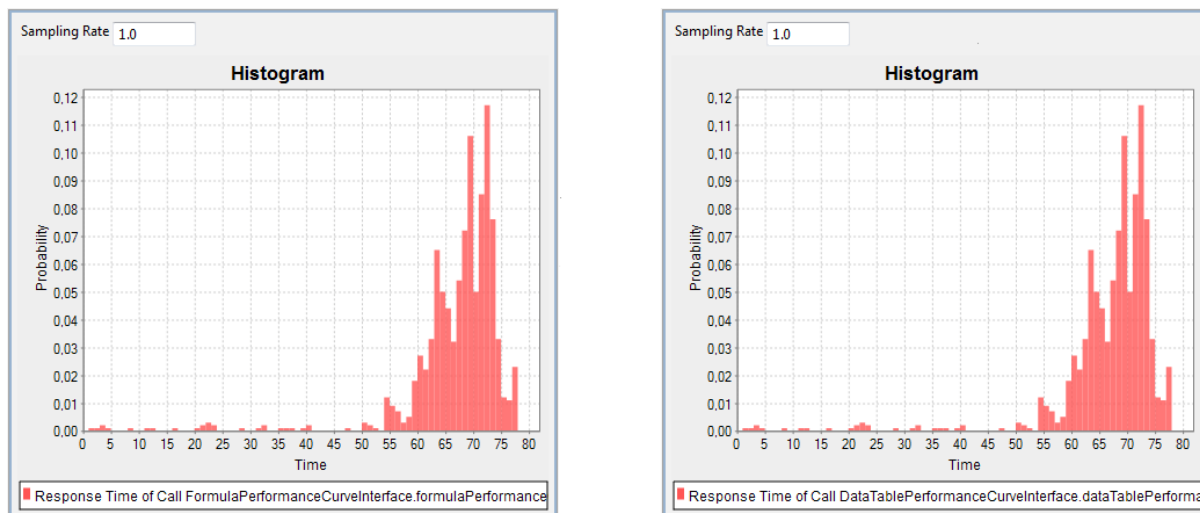 Sampling Rate 1.0
Histogram
0,12
0,11
0,10
0,09
0,08
0,07
0,06
0,05
0,04
0,03
0,02
0,01
0,00
Probability
0 5 10 15 20 25 30 35 40 45 50 55 60 65 70 75 80
Time
Response Time of Call FormulaPerformanceCurveInterface.formulaPerformance
Sampling Rate 1.0
Histogram
0,12
0,11
0,10
0,09
0,08
0,07
0,06
0,05
0,04
0,03
0,02
0,01
0,00
Probability
0 5 10 15 20 25 30 35 40 45 50 55 60 65 70 75 80
Time
Response Time of Call DataTablePerformanceCurveInterface.dataTablePerforma